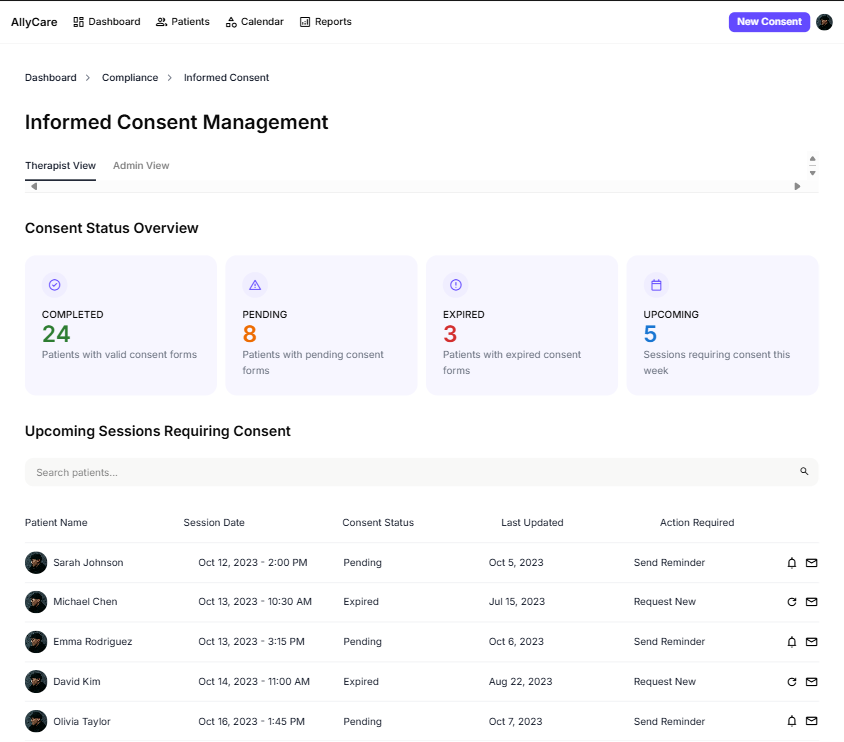 AllyCare Dashboard Patients Calendar Reports New Consent
Dashboard Compliance Informed Consent
Informed Consent Management
Therapist View Admin View
Consent Status Overview
COMPLETED
24
Patients with valid consent forms
PENDING
8
Patients with pending consent
forms
EXPIRED
3
Patients with expired consent
forms
UPCOMING
5
Sessions requiring consent this
week
Upcoming Sessions Requiring Consent
Search patients...
Patient Name Session Date Consent Status Last Updated Action Required
Sarah Johnson Oct 12, 2023 - 2:00 PM Pending Oct 5, 2023 Send Reminder
Michael Chen Oct 13, 2023 - 10:30 AM Expired Jul 15, 2023 Request New
Emma Rodriguez Oct 13, 2023 - 3:15 PM Pending Oct 6, 2023 Send Reminder
David Kim Oct 14, 2023 - 11:00 AM Expired Aug 22, 2023 Request New
Olivia Taylor Oct 16, 2023 - 1:45 PM Pending Oct 7, 2023 Send Reminder